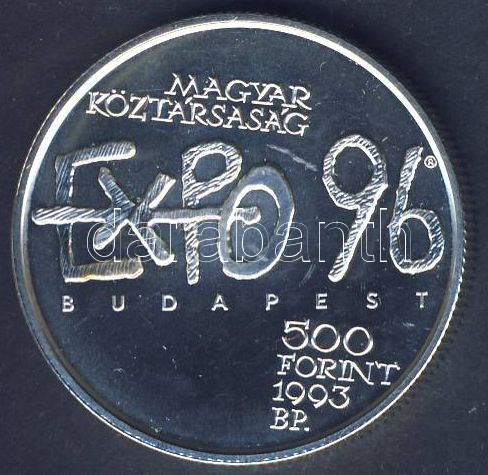 MAGYAR
KÖZTÁRSASÁG
EXPO 96®
darabanth
BUDAPEST
500
FORINT
1993
BP.